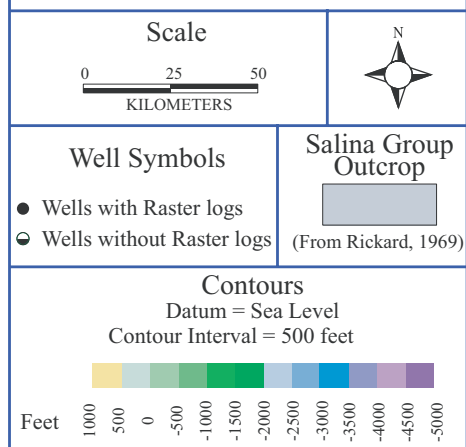 Scale
N
0 25 50
KILOMETERS
Well Symbols
Wells with Raster logs
Wells without Raster logs
Salina Group
Outcrop
(From Rickard, 1969)
Contours
Datum = Sea Level
Contour Interval = 500 feet
Feet 1000 500 0 -500 -1000 -1500 -2000 -2500 -3000 -3500 -4000 -4500 -5000